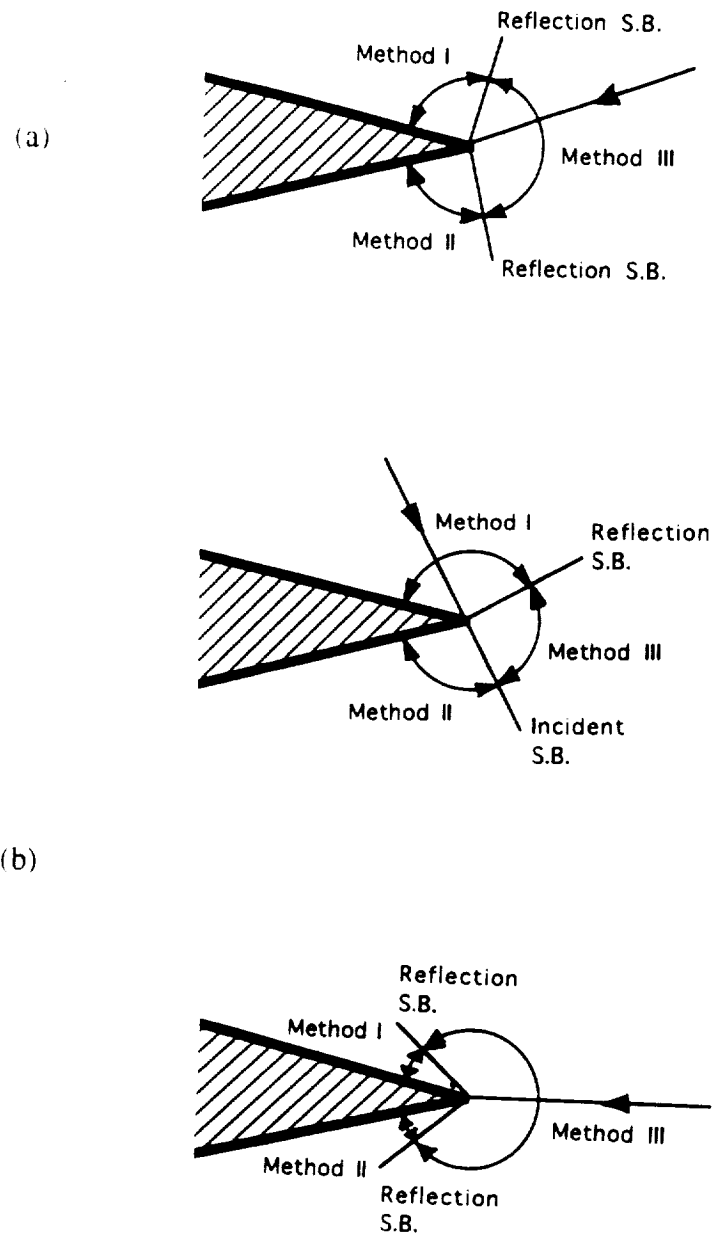 Reflection S.B.
Method I
(a)
Method III
Method II
Reflection S.B.
Method I
Reflection
S.B.
Method III
Method II
Incident
S.B.
(b)
Reflection
S.B.
Method I
Method III
Method II
Reflection
S.B.